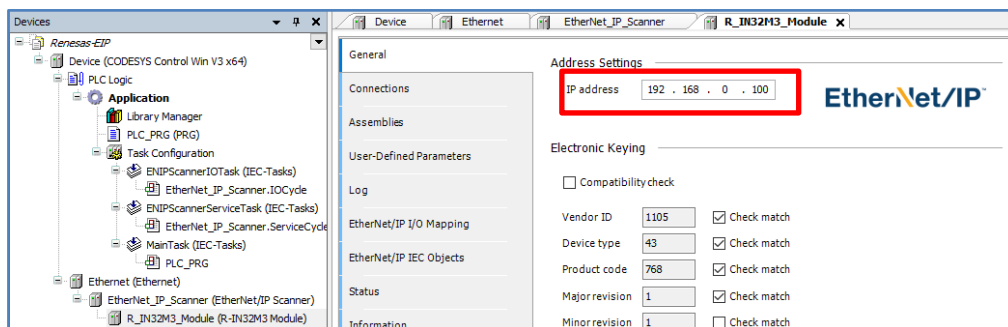 Devices
Renesas-EIP
Device (CODESYS Control Win V3 x64)
PLC Logic
Application
Library Manager
PLC_PRG (PRG)
Task Configuration
ENIPScannerIOTask (IEC-Tasks)
EtherNet_IP_Scanner.IOCycle
ENIPScannerServiceTask (IEC-Tasks)
EtherNet_IP_Scanner.ServiceCycle
MainTask (IEC-Tasks)
PLC_PRG
Ethernet (Ethernet)
EtherNet_IP_Scanner (EtherNet/IP Scanner)
R_IN32M3_Module (R-IN32M3 Module)
Device Ethernet EtherNet_IP_Scanner R_IN32M3_Module
General
Connections
Assemblies
User-Defined Parameters
Log
EtherNet/IP I/O Mapping
EtherNet/IP IEC Objects
Status
Information
Address Settings
IP address 192 . 168 . 0 . 100
EtherNet/IP™
Electronic Keying
Compatibility check
Vendor ID 1105 Check match
Device type 43 Check match
Product code 768 Check match
Major revision 1 Check match
Minor revision 1 Check match